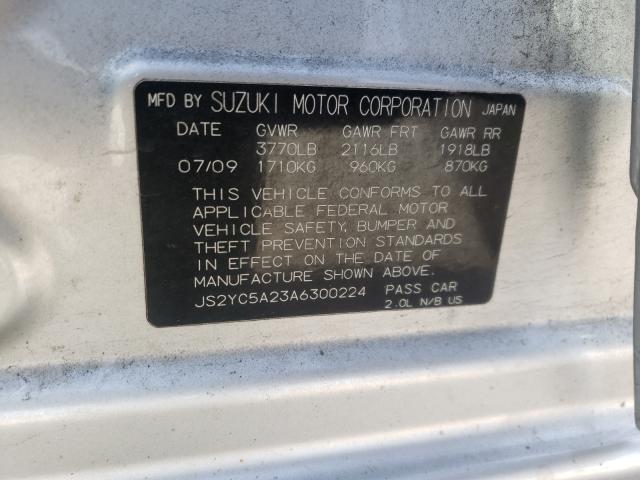 MFD BY SUZUKI MOTOR CORPORATION JAPAN
DATE GVWR GAWR FRT GAWR RR
3770LB 2116LB 1918LB
07/09 1710KG 960KG 870KG
THIS VEHICLE CONFORMS TO ALL
APPLICABLE FEDERAL MOTOR
VEHICLE SAFETY, BUMPER AND
THEFT PREVENTION STANDARDS
IN EFFECT ON THE DATE OF
MANUFACTURE SHOWN ABOVE.
JS2YC5A23A6300224 PASS CAR
2.0L N/B US